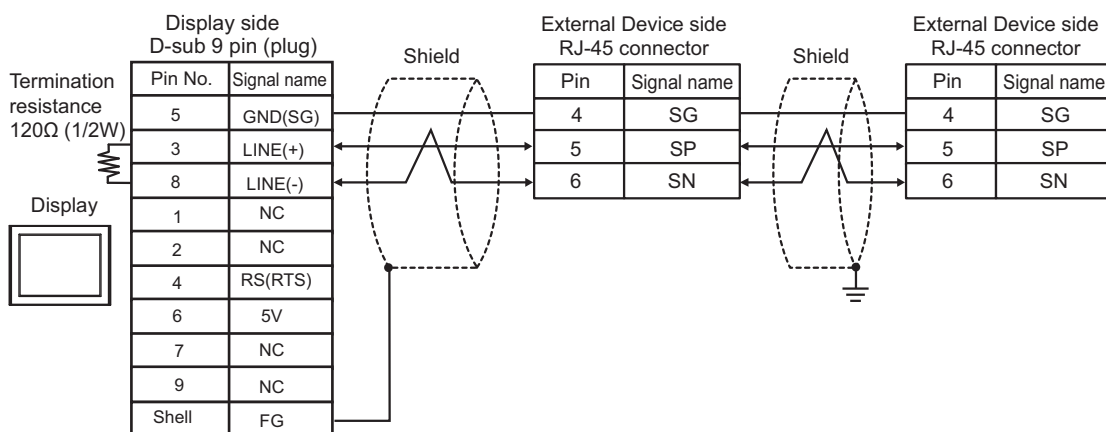 Display side
D-sub 9 pin (plug)
Shield
External Device side
RJ-45 connector
Shield
External Device side
RJ-45 connector
Termination
resistance
120Ω (1/2W)
Display
Pin No. Signal name
5 GND(SG)
3 LINE(+)
8 LINE(-)
1 NC
2 NC
4 RS(RTS)
6 5V
7 NC
9 NC
Shell FG
Pin Signal name
4 SG
5 SP
6 SN
Pin Signal name
4 SG
5 SP
6 SN